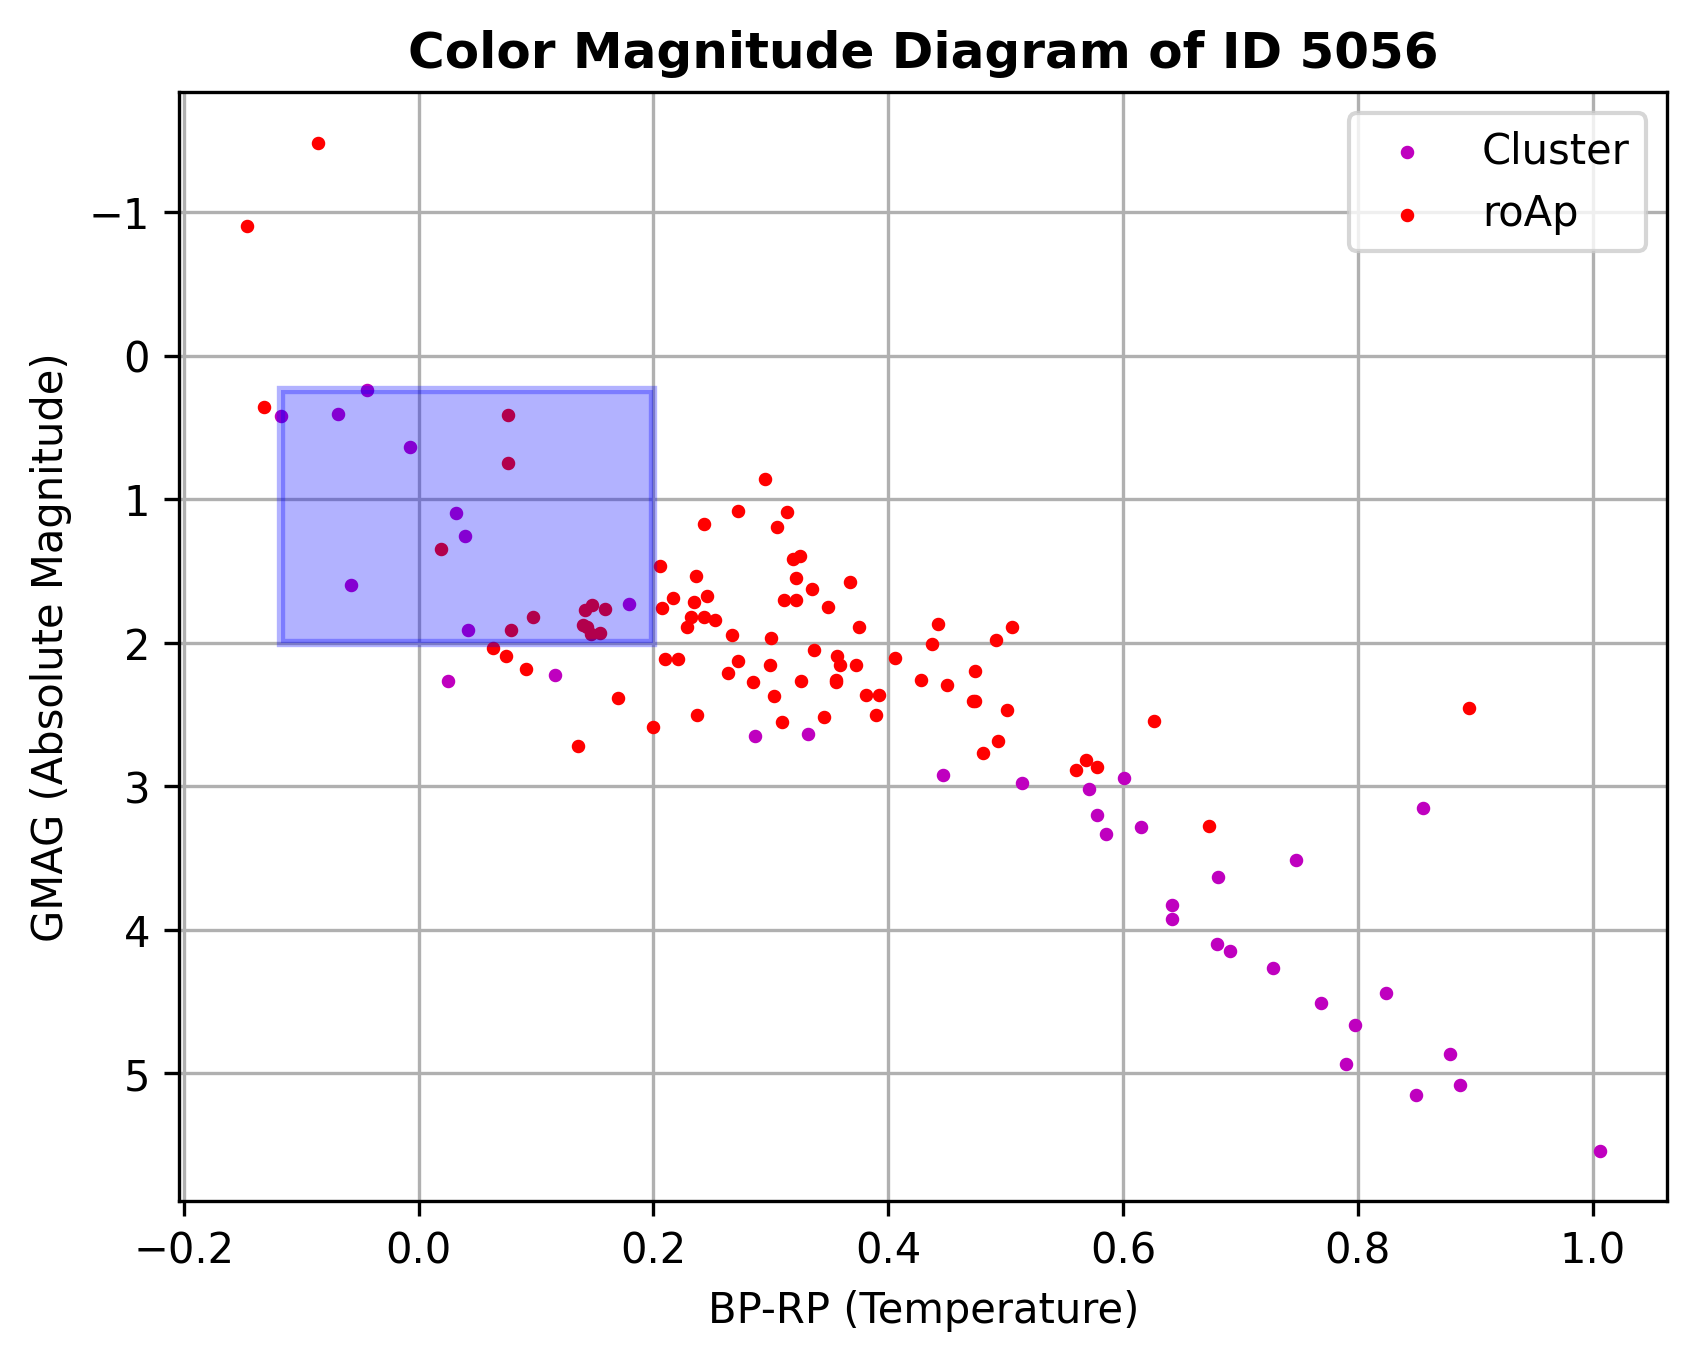 Color Magnitude Diagram of ID 5056
Cluster
roAp
−1
0
1
2
3
4
5
GMAG (Absolute Magnitude)
−0.2 0.0 0.2 0.4 0.6 0.8 1.0
BP-RP (Temperature)